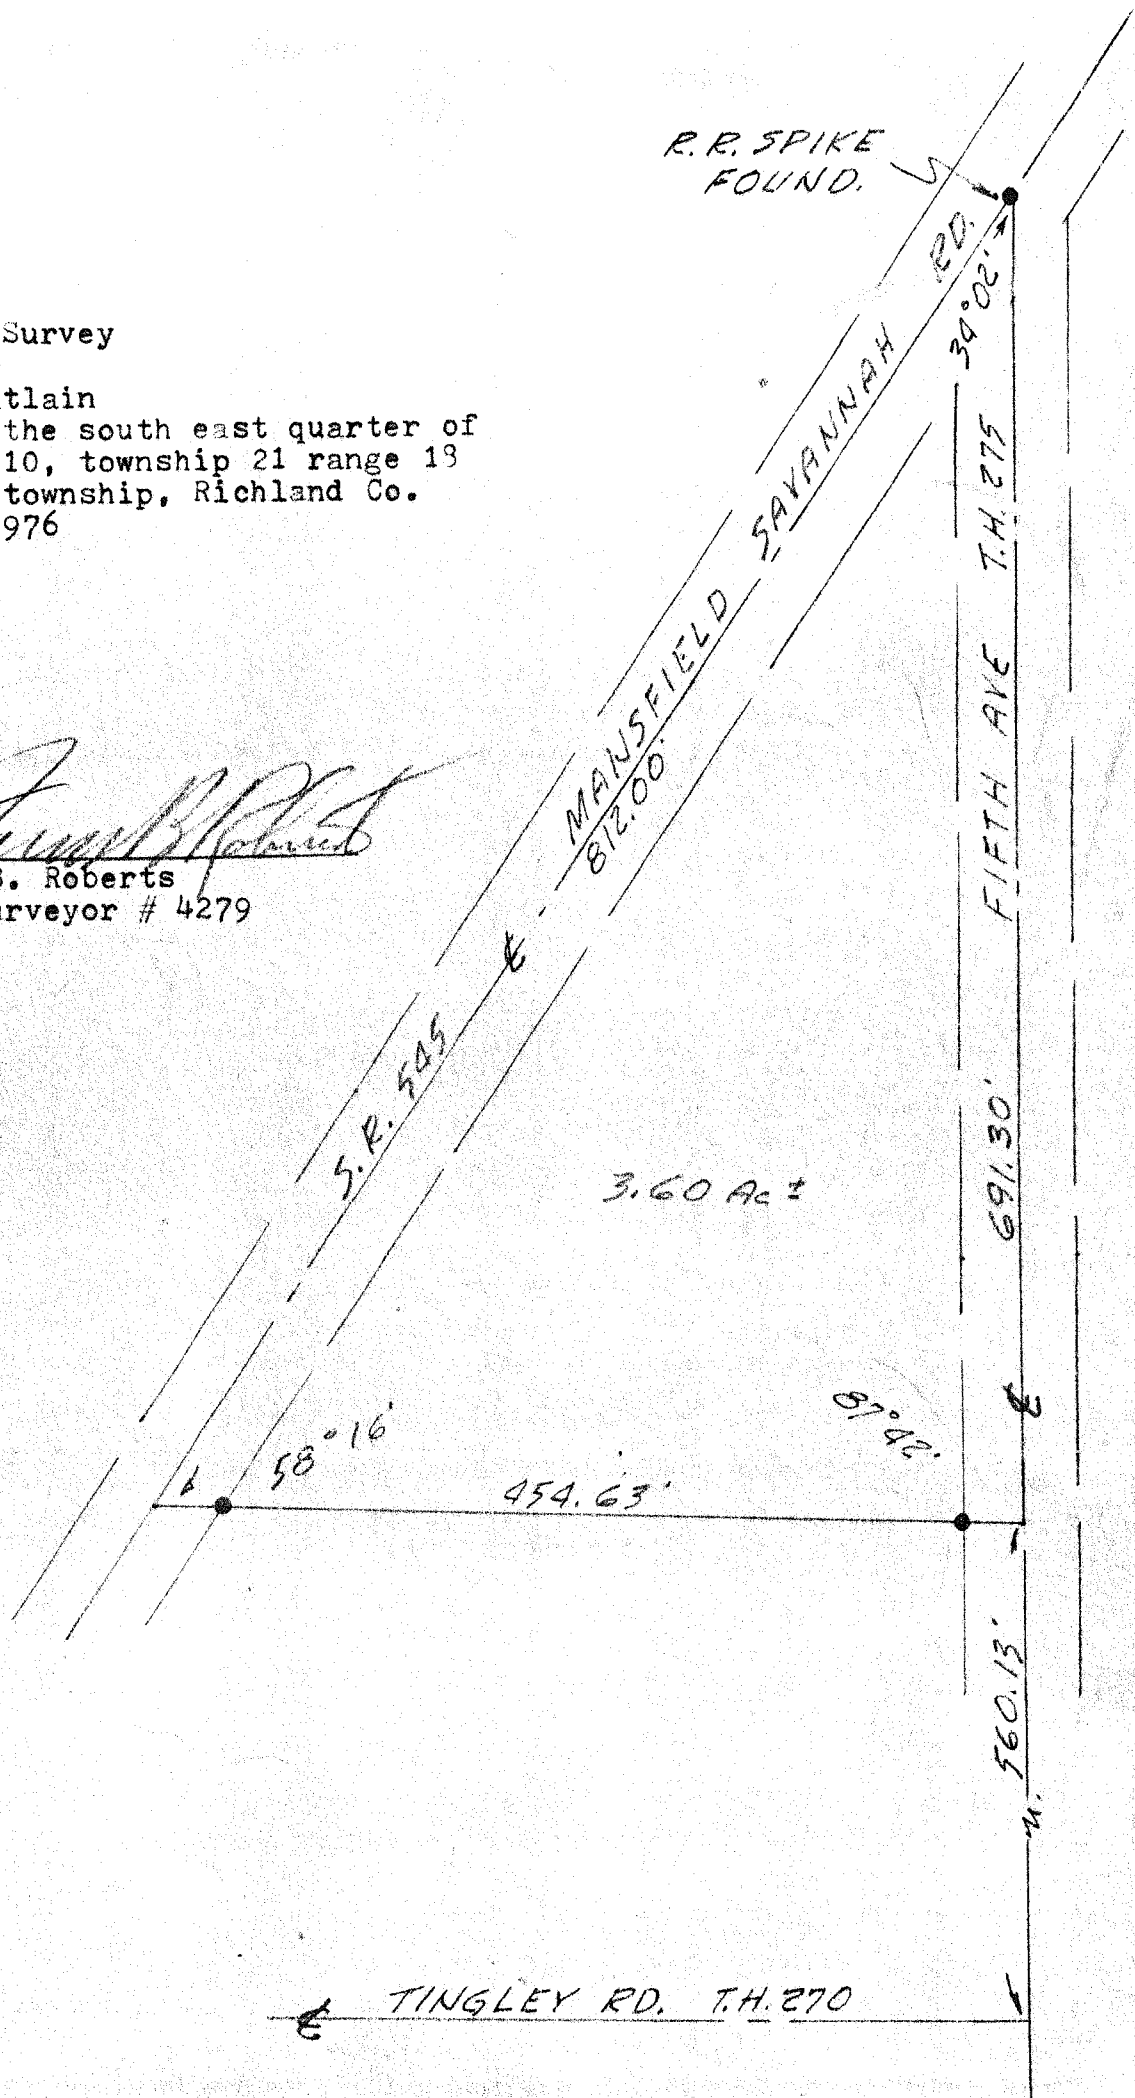 R.R. SPIKE
FOUND.
Survey
tlain
the south east quarter of
10, township 21 range 18
township, Richland Co.
976
B. Roberts
urveyor # 4279
S.R. 545
MANSFIELD
SAVANNAH
RD.
812.00'
34°02'
FIFTH AVE T.H. 275
691.30'
3.60 Ac ±
58°16'
87°42'
454.63'
560.13'
TINGLEY RD. T.H. 270